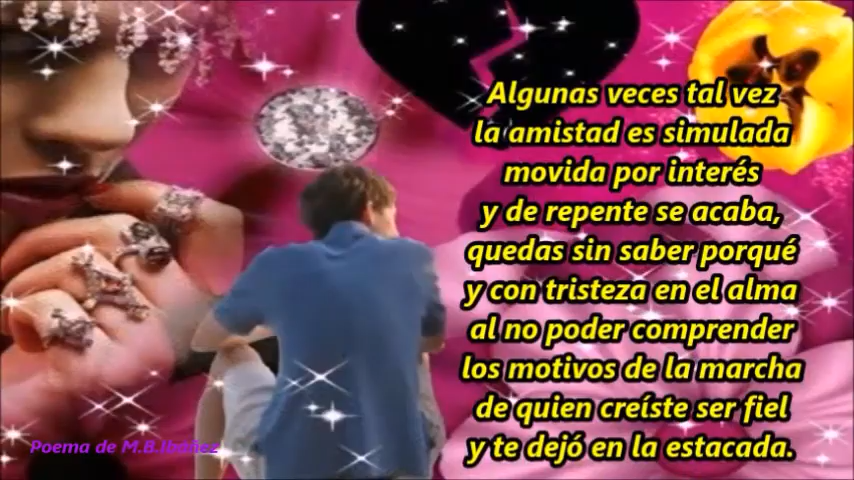 Algunas veces tal vez
la amistad es simulada
movida por interés
y de repente se acaba,
quedas sin saber porqué
y con tristeza en el alma
al no poder comprender
los motivos de la marcha
de quien creíste ser fiel
y te dejó en la estacada.
Poema de M.B.Ibáñez